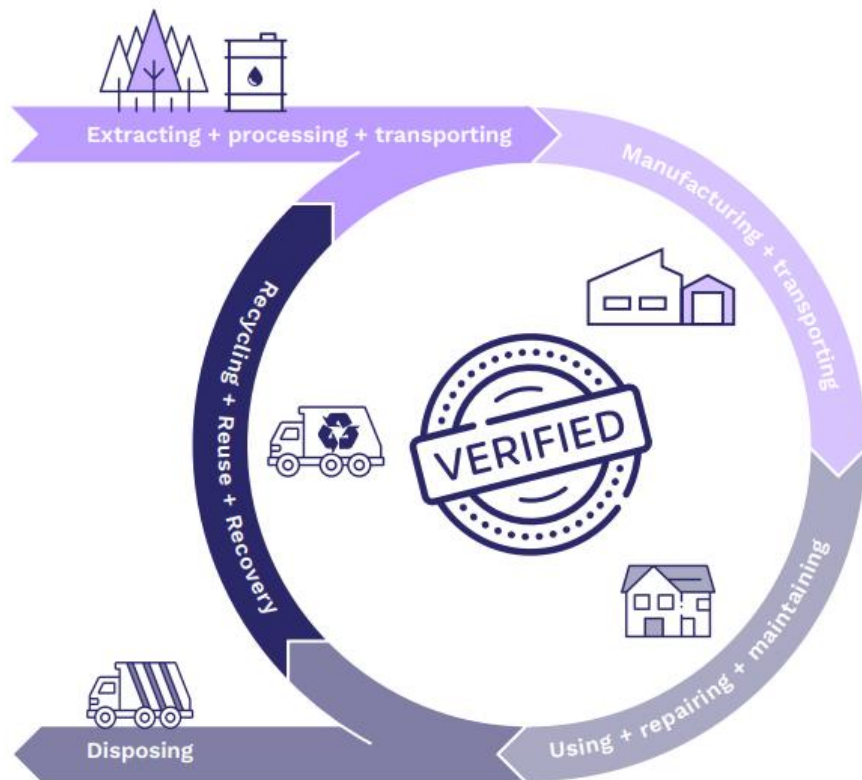 Extracting + processing + transporting
Manufacturing + transporting
Recycling + Reuse + Recovery
VERIFIED
Using + repairing + maintaining
Disposing